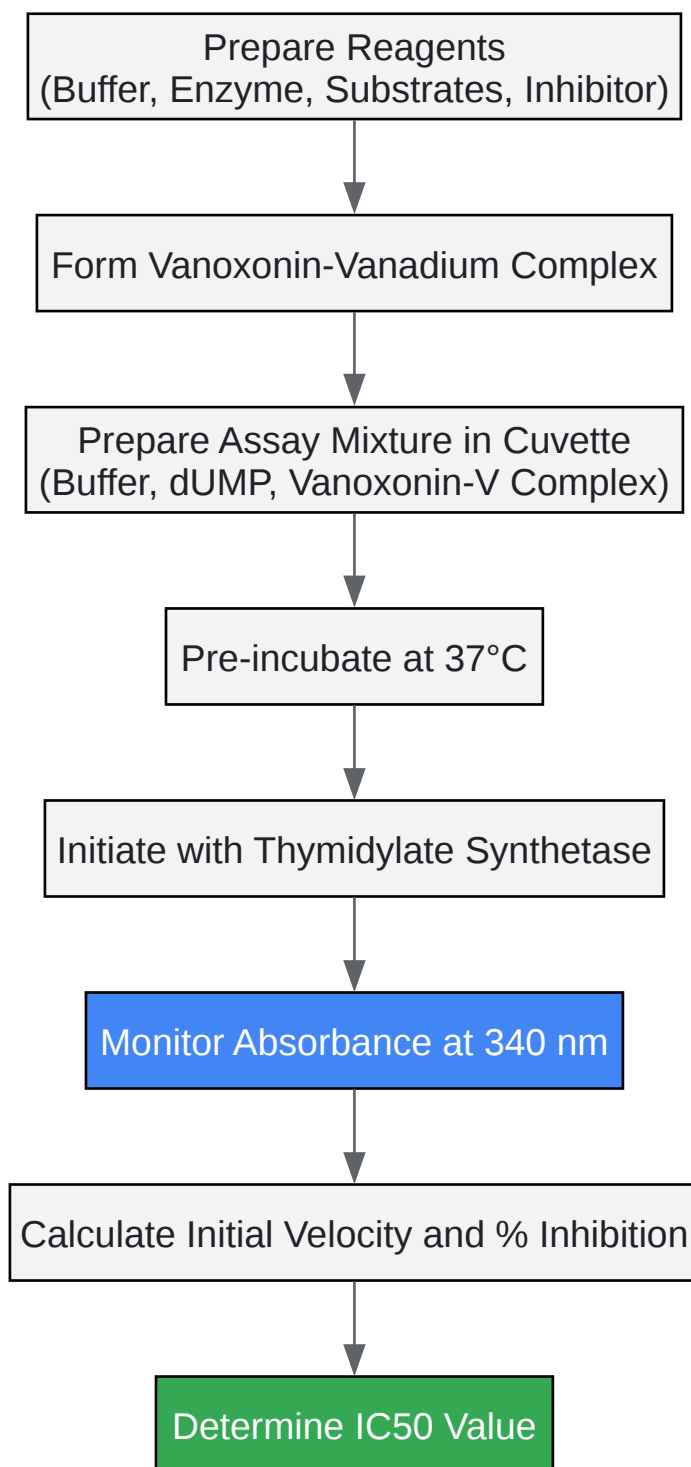 Prepare Reagents
(Buffer, Enzyme, Substrates, Inhibitor)
Form Vanoxonin-Vanadium Complex
Prepare Assay Mixture in Cuvette
(Buffer, dUMP, Vanoxonin-V Complex)
Pre-incubate at 37°C
Initiate with Thymidylate Synthetase
Monitor Absorbance at 340 nm
Calculate Initial Velocity and % Inhibition
Determine IC50 Value